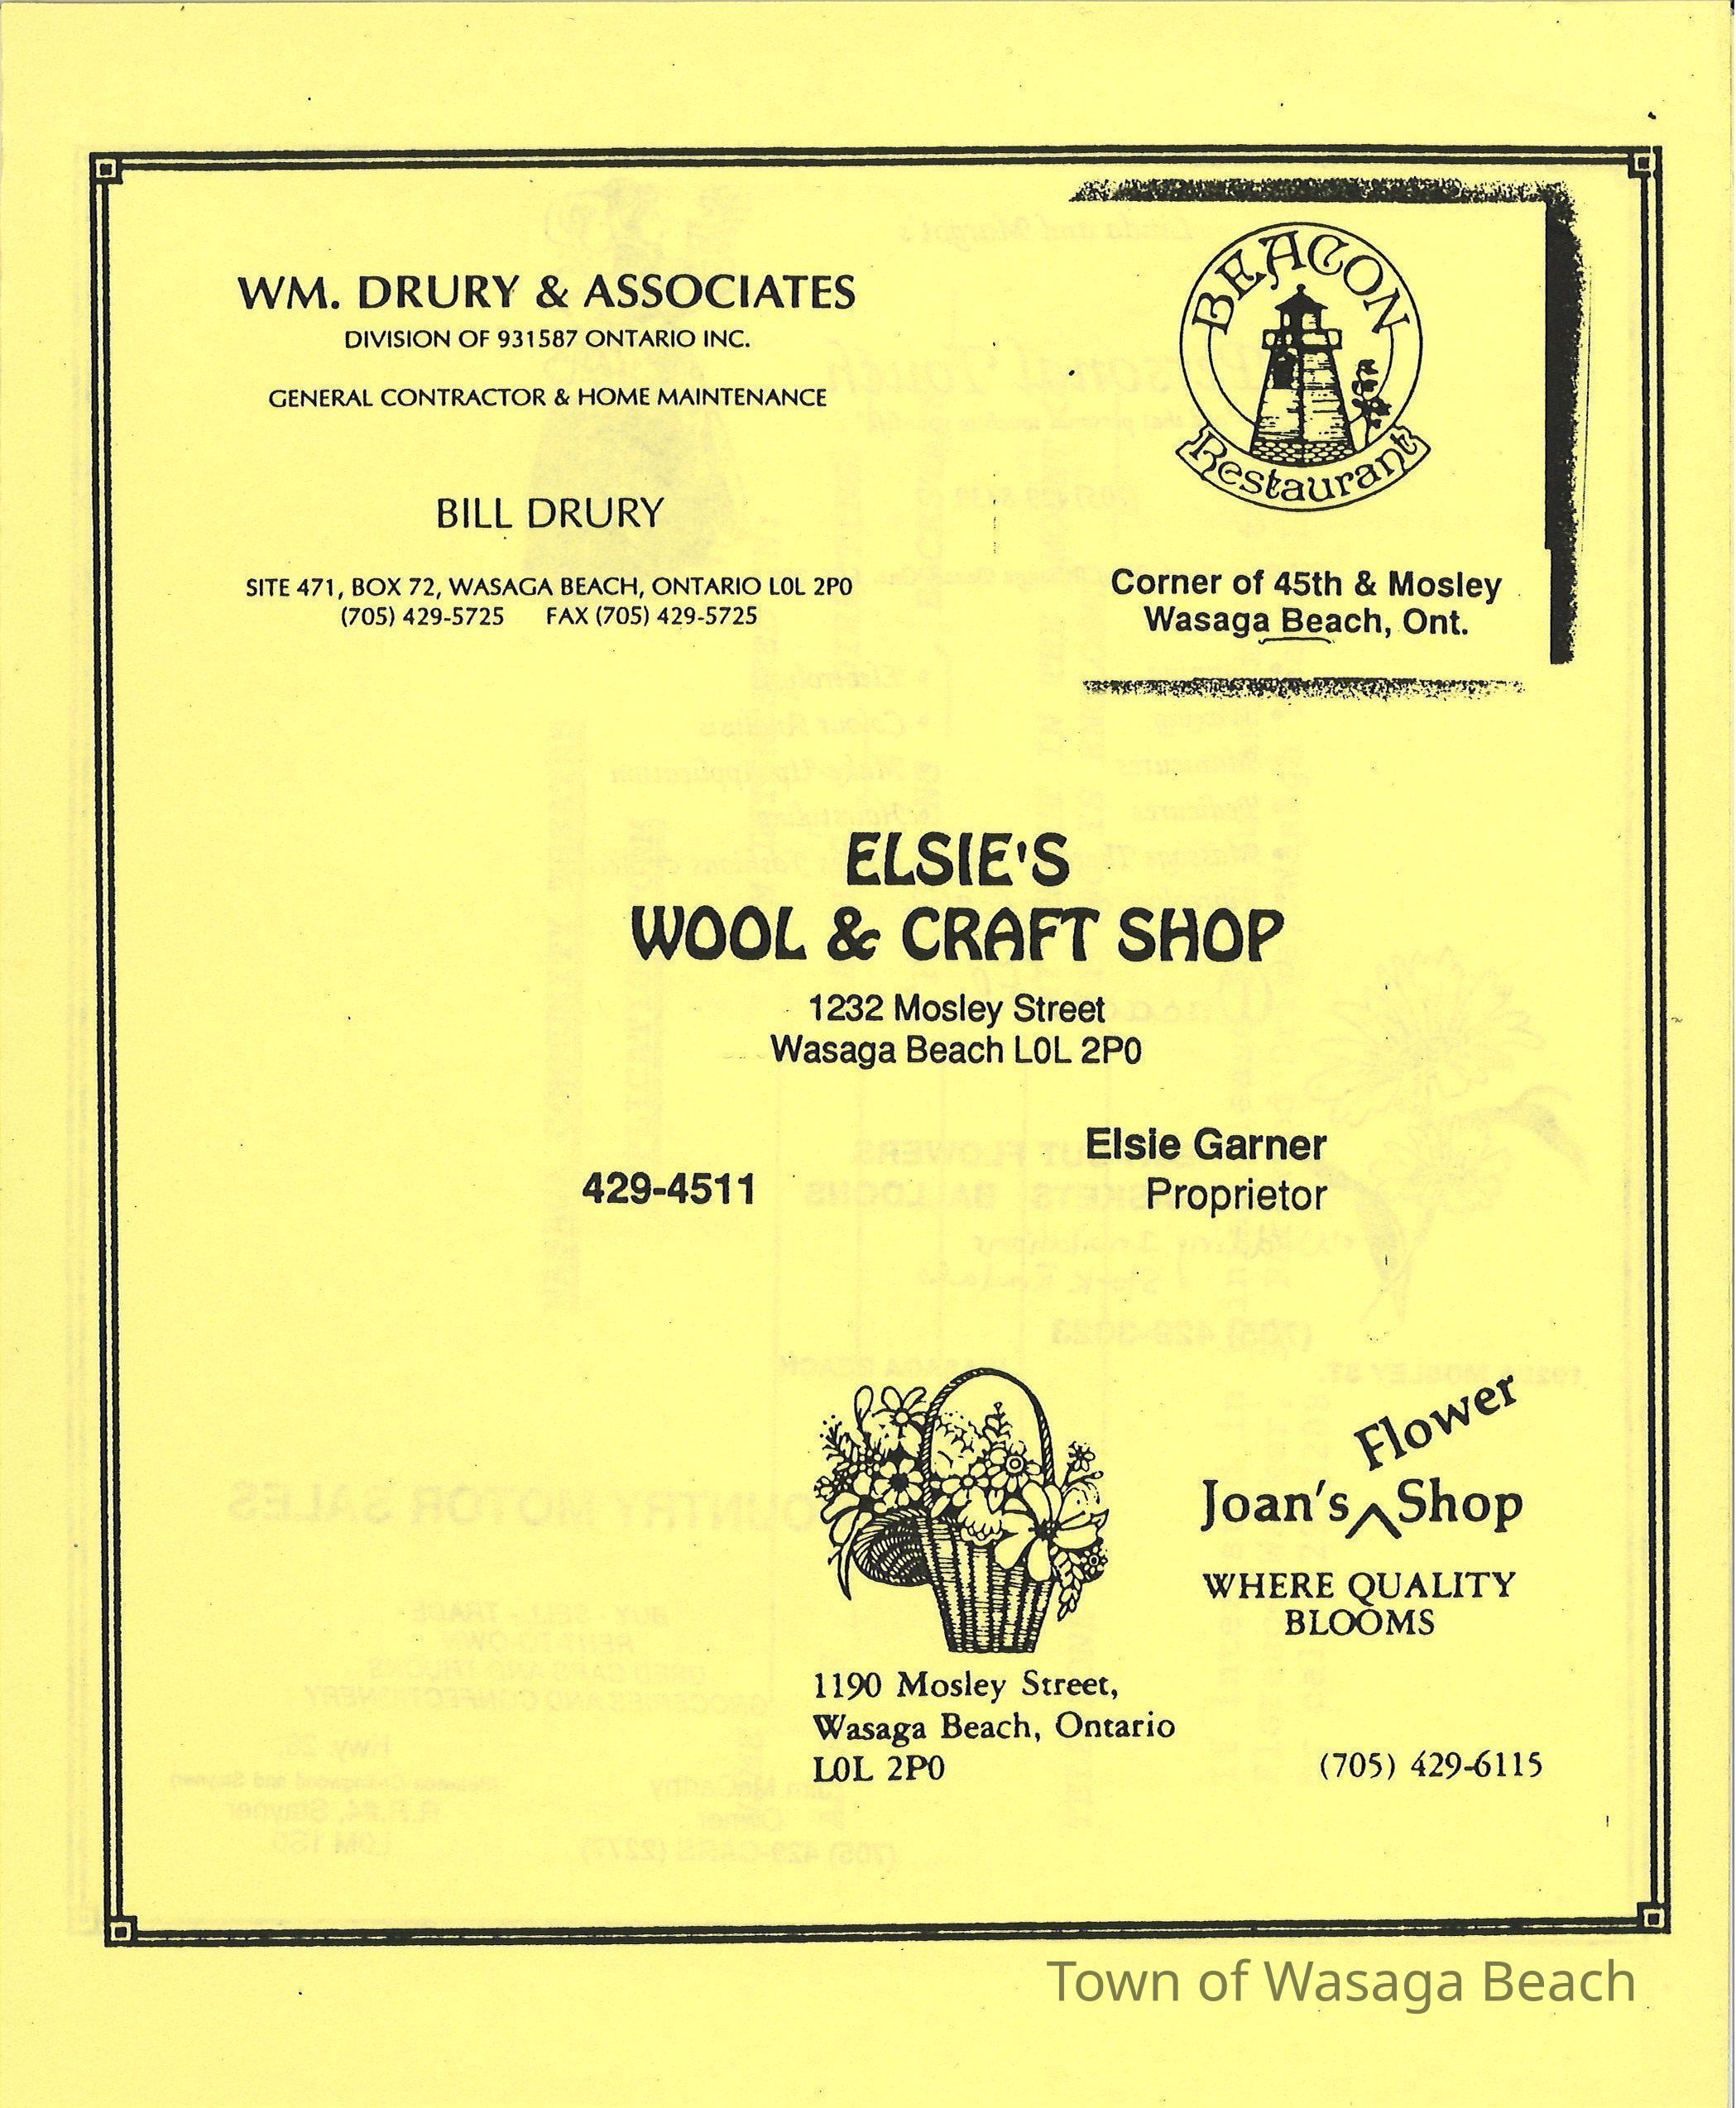 WM. DRURY & ASSOCIATES
DIVISION OF 931587 ONTARIO INC.
GENERAL CONTRACTOR & HOME MAINTENANCE
BILL DRURY
SITE 471, BOX 72, WASAGA BEACH, ONTARIO L0L 2P0
(705) 429-5725 FAX (705) 429-5725
BEACON
Restaurant
Corner of 45th & Mosley
Wasaga Beach, Ont.
ELSIE'S
WOOL & CRAFT SHOP
1232 Mosley Street
Wasaga Beach L0L 2P0
Elsie Garner
429-4511
Proprietor
Flower
Joan's Shop
WHERE QUALITY
BLOOMS
1190 Mosley Street,
Wasaga Beach, Ontario
L0L 2P0
(705) 429-6115
Town of Wasaga Beach